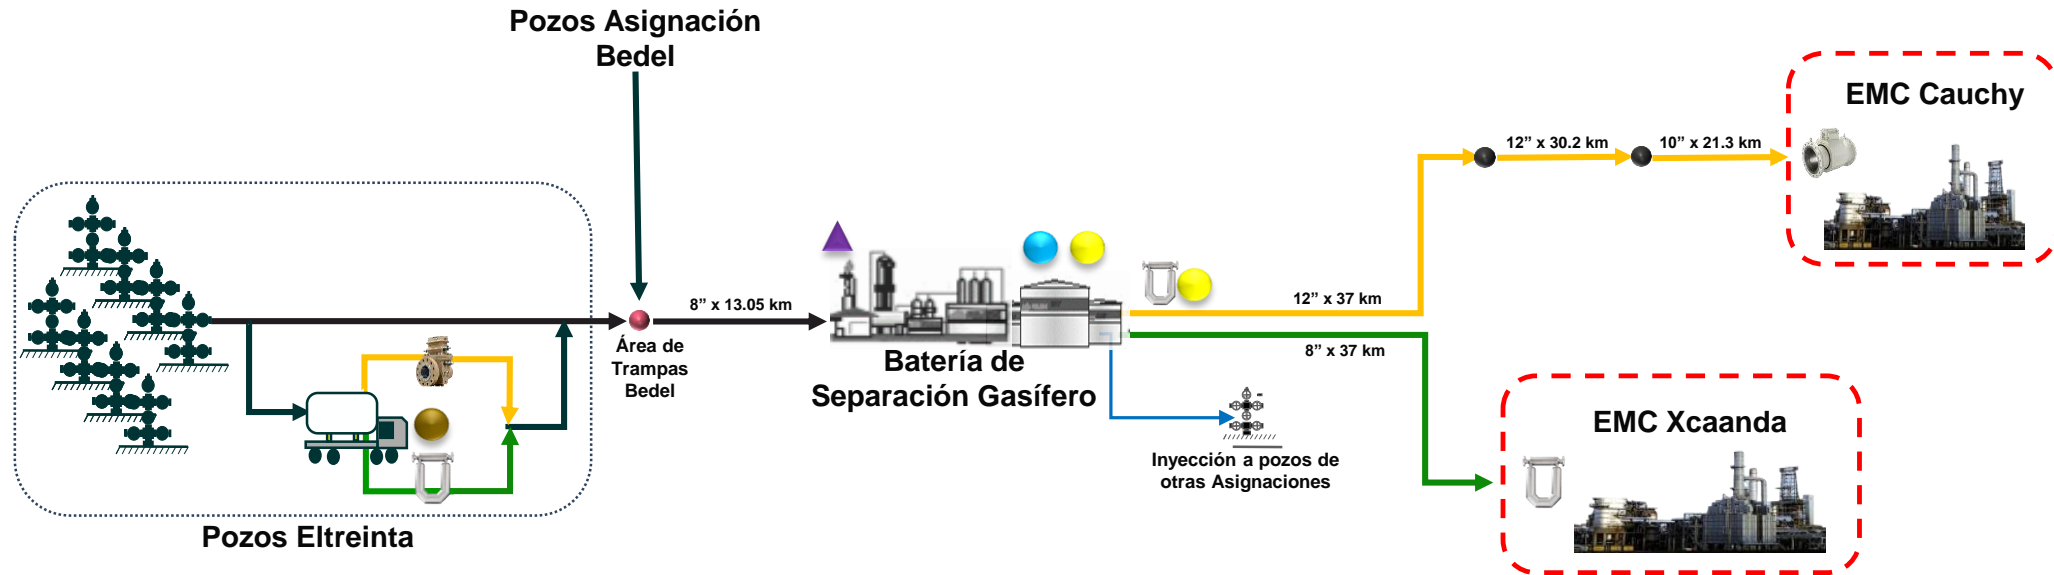 Pozos Asignación
Bedel
EMC Cauchy
12” x 30.2 km
10” x 21.3 km
8” x 13.05 km
12” x 37 km
8” x 37 km
Área de
Trampas
Bedel
Batería de
Separación Gasífero
EMC Xcaanda
Inyección a pozos de
otras Asignaciones
Pozos Eltreinta